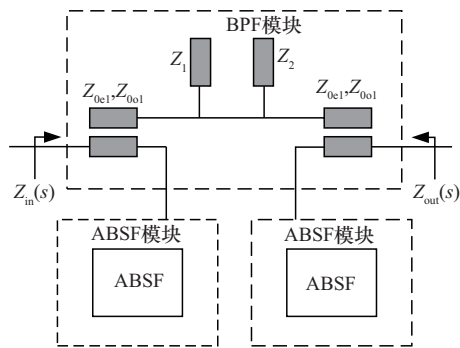 BPF模块
Z1
Z2
Z0e1,Z0o1
Z0e1,Z0o1
Zin(s)
Zout(s)
ABSF模块
ABSF模块
ABSF
ABSF